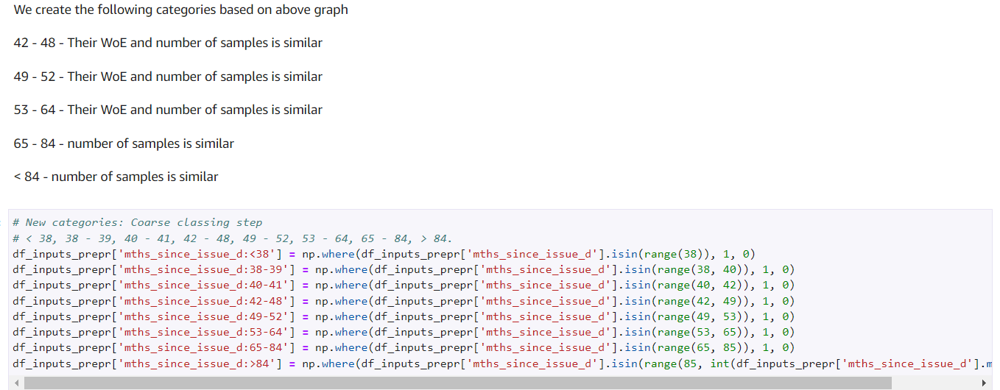 We create the following categories based on above graph
42 - 48 - Their WoE and number of samples is similar
49 - 52 - Their WoE and number of samples is similar
53 - 64 - Their WoE and number of samples is similar
65 - 84 - number of samples is similar
< 84 - number of samples is similar
# New categories: Coarse classing step
# < 38, 38 - 39, 40 - 41, 42 - 48, 49 - 52, 53 - 64, 65 - 84, > 84.
df_inputs_prepr['mths_since_issue_d:<38'] = np.where(df_inputs_prepr['mths_since_issue_d'].isin(range(38)), 1, 0)
df_inputs_prepr['mths_since_issue_d:38-39'] = np.where(df_inputs_prepr['mths_since_issue_d'].isin(range(38, 40)), 1, 0)
df_inputs_prepr['mths_since_issue_d:40-41'] = np.where(df_inputs_prepr['mths_since_issue_d'].isin(range(40, 42)), 1, 0)
df_inputs_prepr['mths_since_issue_d:42-48'] = np.where(df_inputs_prepr['mths_since_issue_d'].isin(range(42, 49)), 1, 0)
df_inputs_prepr['mths_since_issue_d:49-52'] = np.where(df_inputs_prepr['mths_since_issue_d'].isin(range(49, 53)), 1, 0)
df_inputs_prepr['mths_since_issue_d:53-64'] = np.where(df_inputs_prepr['mths_since_issue_d'].isin(range(53, 65)), 1, 0)
df_inputs_prepr['mths_since_issue_d:65-84'] = np.where(df_inputs_prepr['mths_since_issue_d'].isin(range(65, 85)), 1, 0)
df_inputs_prepr['mths_since_issue_d:>84'] = np.where(df_inputs_prepr['mths_since_issue_d'].isin(range(85, int(df_inputs_prepr['mths_since_issue_d'].m